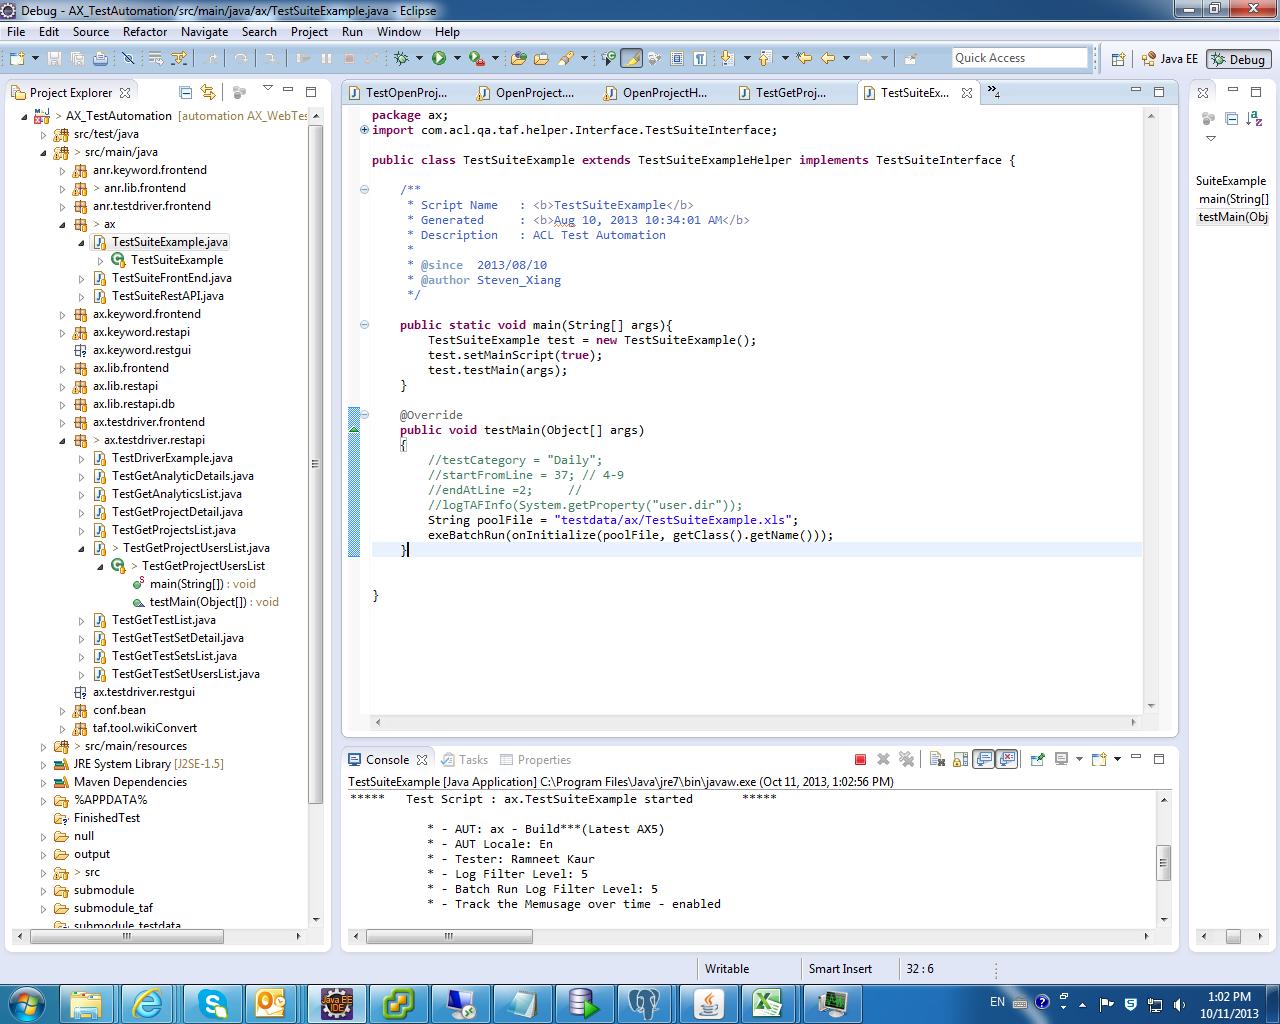 Debug - AX_TestAutomation/src/main/java/ax/TestSuiteExample.java - Eclipse
File Edit Source Refactor Navigate Search Project Run Window Help
Quick Access
Java EE
Debug
Project Explorer
> AX_TestAutomation [automation AX_WebTes
src/test/java
> src/main/java
anr.keyword.frontend
> anr.lib.frontend
anr.testdriver.frontend
> ax
TestSuiteExample.java
TestSuiteExample
TestSuiteFrontEnd.java
TestSuiteRestAPI.java
ax.keyword.frontend
ax.keyword.restapi
ax.keyword.restgui
ax.lib.frontend
ax.lib.restapi
ax.lib.restapi.db
ax.testdriver.frontend
> ax.testdriver.restapi
TestDriverExample.java
TestGetAnalyticDetails.java
TestGetAnalyticsList.java
TestGetProjectDetail.java
TestGetProjectsList.java
> TestGetProjectUsersList.java
> TestGetProjectUsersList
main(String[]) : void
testMain(Object[]) : void
TestGetTestList.java
TestGetTestSetDetail.java
TestGetTestSetsList.java
TestGetTestSetUsersList.java
ax.testdriver.restgui
conf.bean
taf.tool.wikiConvert
> src/main/resources
JRE System Library [J2SE-1.5]
Maven Dependencies
%APPDATA%
FinishedTest
null
output
> src
submodule
submodule_taf
submodule_testdata
TestOpenProj...
OpenProject....
OpenProjectH...
TestGetProj...
TestSuiteEx...
»4
package ax;
import com.acl.qa.taf.helper.Interface.TestSuiteInterface;
public class TestSuiteExample extends TestSuiteExampleHelper implements TestSuiteInterface {
/**
* Script Name : <b>TestSuiteExample</b>
* Generated : <b>Aug 10, 2013 10:34:01 AM</b>
* Description : ACL Test Automation
*
* @since 2013/08/10
* @author Steven_Xiang
*/
public static void main(String[] args){
TestSuiteExample test = new TestSuiteExample();
test.setMainScript(true);
test.testMain(args);
}
@Override
public void testMain(Object[] args)
{
//testCategory = "Daily";
//startFromLine = 37; // 4-9
//endAtLine =2; //
//logTAFInfo(System.getProperty("user.dir"));
String poolFile = "testdata/ax/TestSuiteExample.xls";
exeBatchRun(onInitialize(poolFile, getClass().getName()));
}
}
SuiteExample
main(String[]
testMain(Obj
Console
Tasks
Properties
TestSuiteExample [Java Application] C:\Program Files\Java\jre7\bin\javaw.exe (Oct 11, 2013, 1:02:56 PM)
***** Test Script : ax.TestSuiteExample started *****
* - AUT: ax - Build***(Latest AX5)
* - AUT Locale: En
* - Tester: Ramneet Kaur
* - Log Filter Level: 5
* - Batch Run Log Filter Level: 5
* - Track the Memusage over time - enabled
Writable
Smart Insert
32 : 6
Java EE
IDE
EN
1:02 PM
10/11/2013